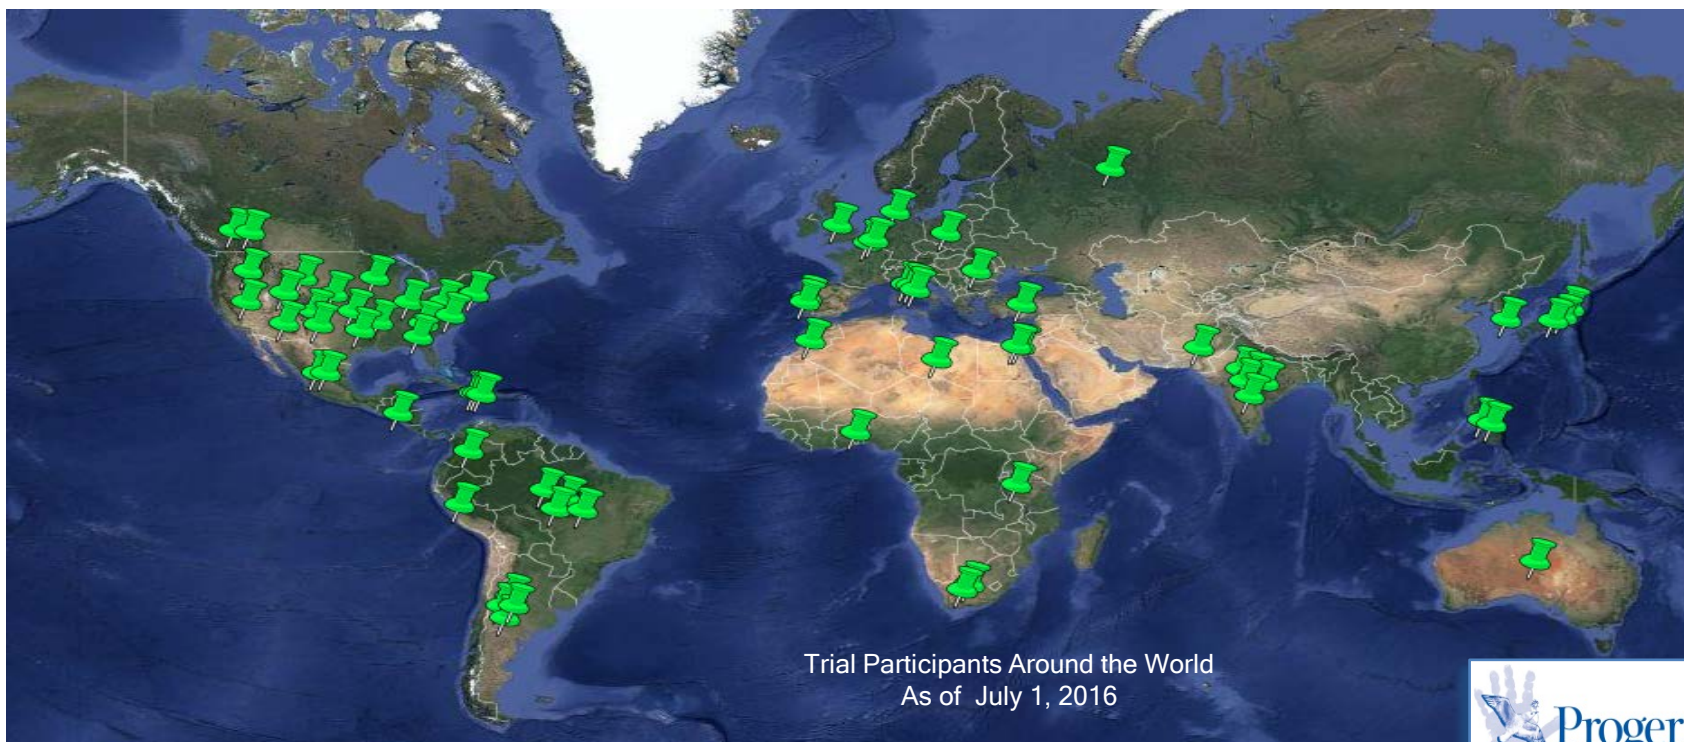 Trial Participants Around the World
As of July 1, 2016
Proger